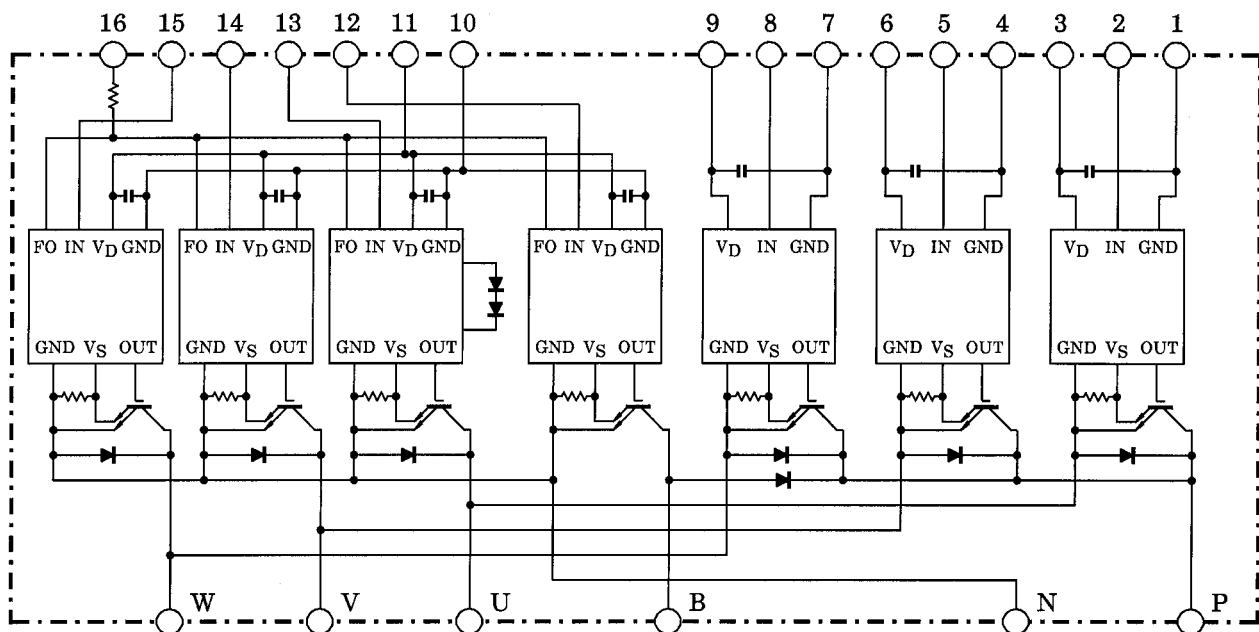 16 15 14 13 12 11 10 9 8 7 6 5 4 3 2 1
FO IN VD GND FO IN VD GND FO IN VD GND FO IN VD GND VD IN GND VD IN GND VD IN GND
GND VS OUT GND VS OUT GND VS OUT GND VS OUT GND VS OUT GND VS OUT GND VS OUT
W V U B N P